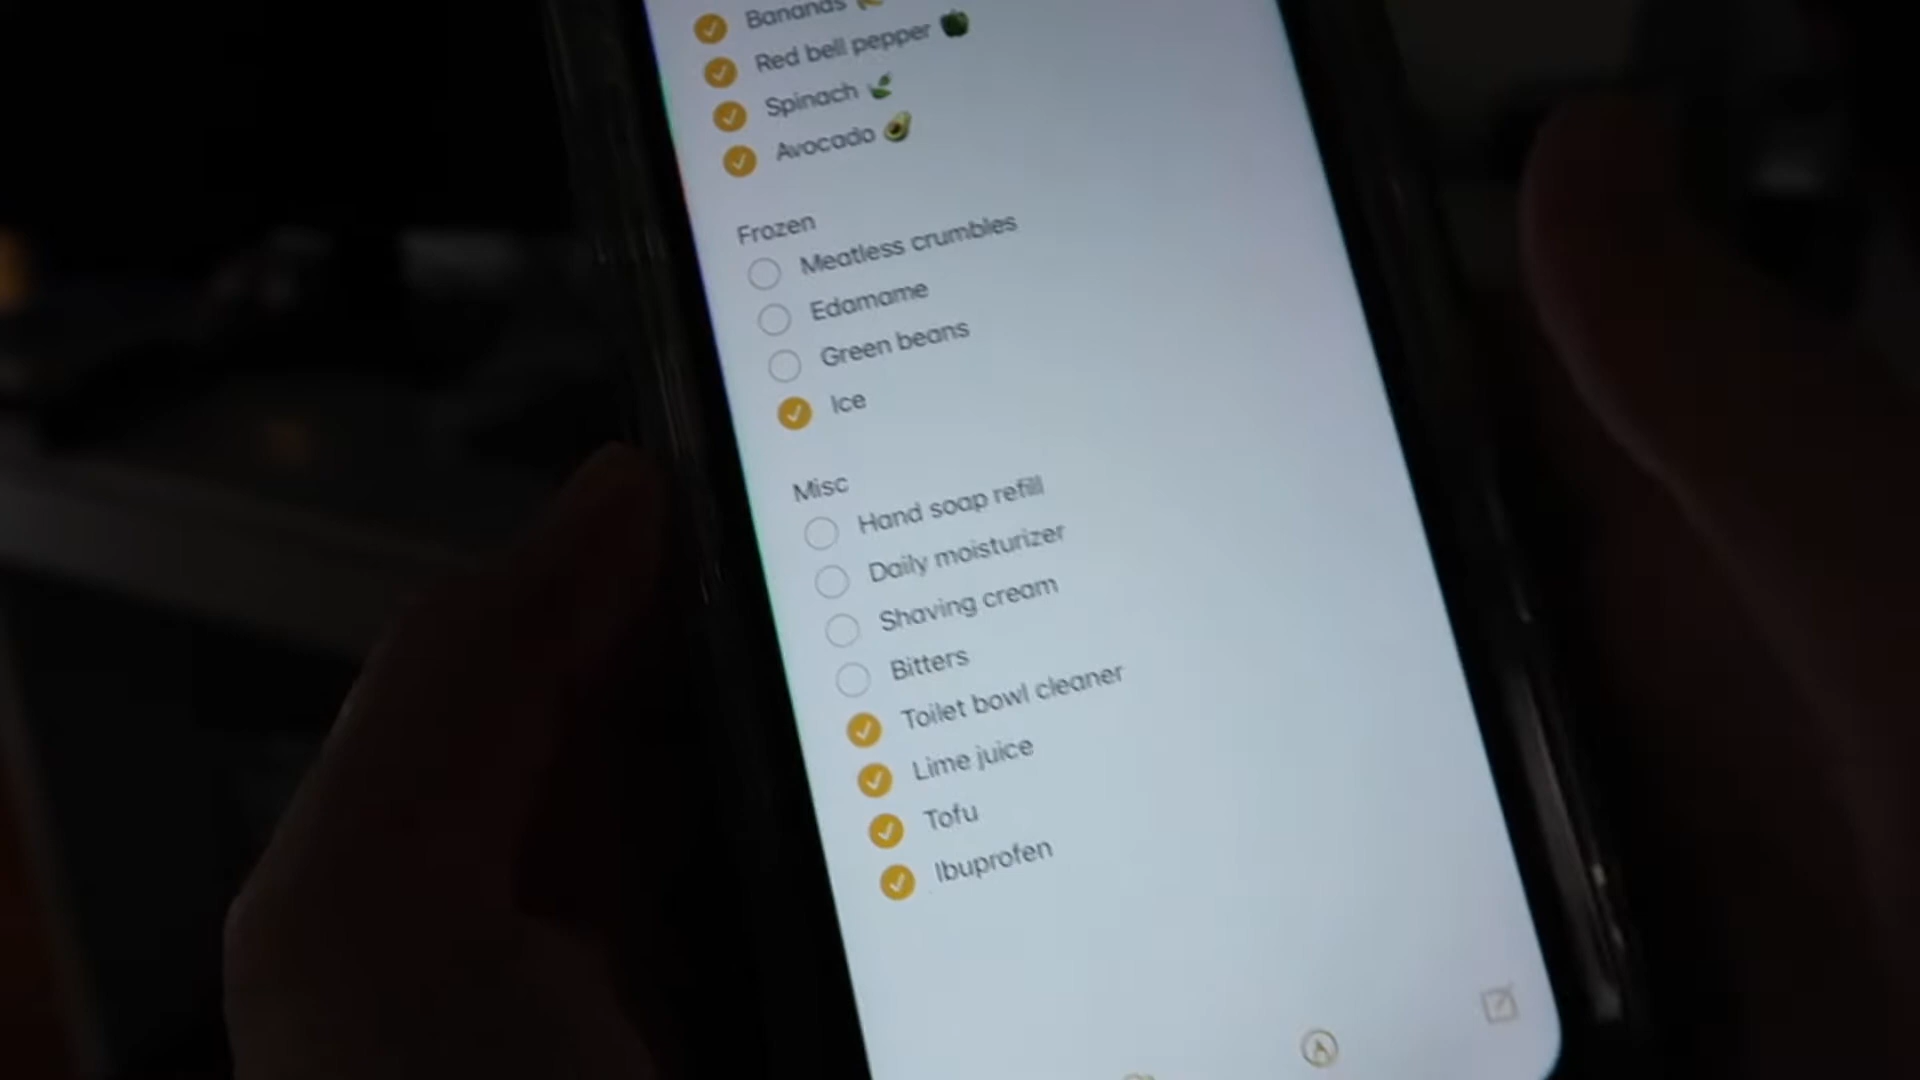 Bananas
Red bell pepper 🫑
Spinach 🌿
Avocado 🥑
Frozen
Meatless crumbles
Edamame
Green beans
Ice
Misc
Hand soap refill
Daily moisturizer
Shaving cream
Bitters
Toilet bowl cleaner
Lime juice
Tofu
Ibuprofen